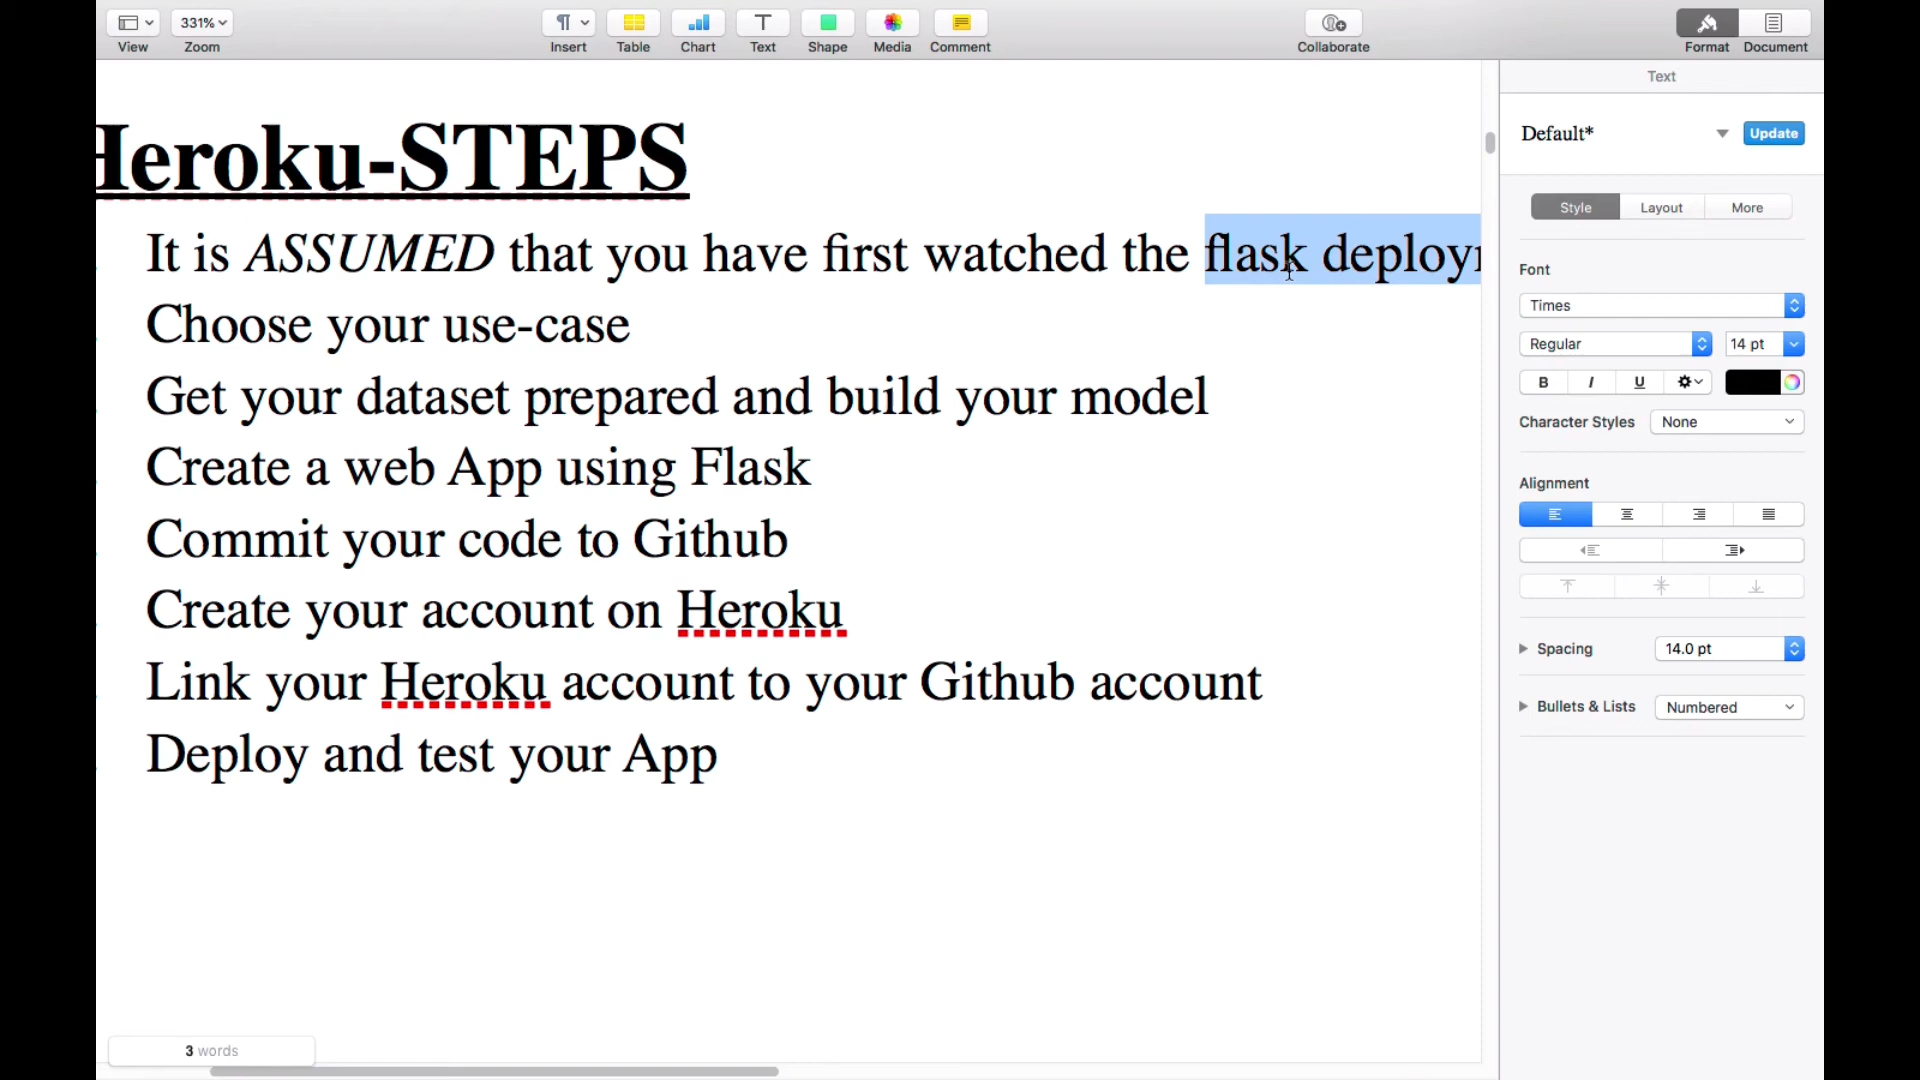 331%
View
Zoom
Insert
Table
Chart
Text
Shape
Media
Comment
Collaborate
Format
Document
Text
Heroku-STEPS
Default*
Update
Style
Layout
More
It is ASSUMED that you have first watched the flask
Choose your use-case
Get your dataset prepared and build your model
Create a web App using Flask
Commit your code to Github
Create your account on Heroku
Link your Heroku account to your Github account
Deploy and test your App
Font
Times
Regular
14 pt
B I U
Character Styles
None
Alignment
Spacing
14.0 pt
Bullets & Lists
Numbered
3 words